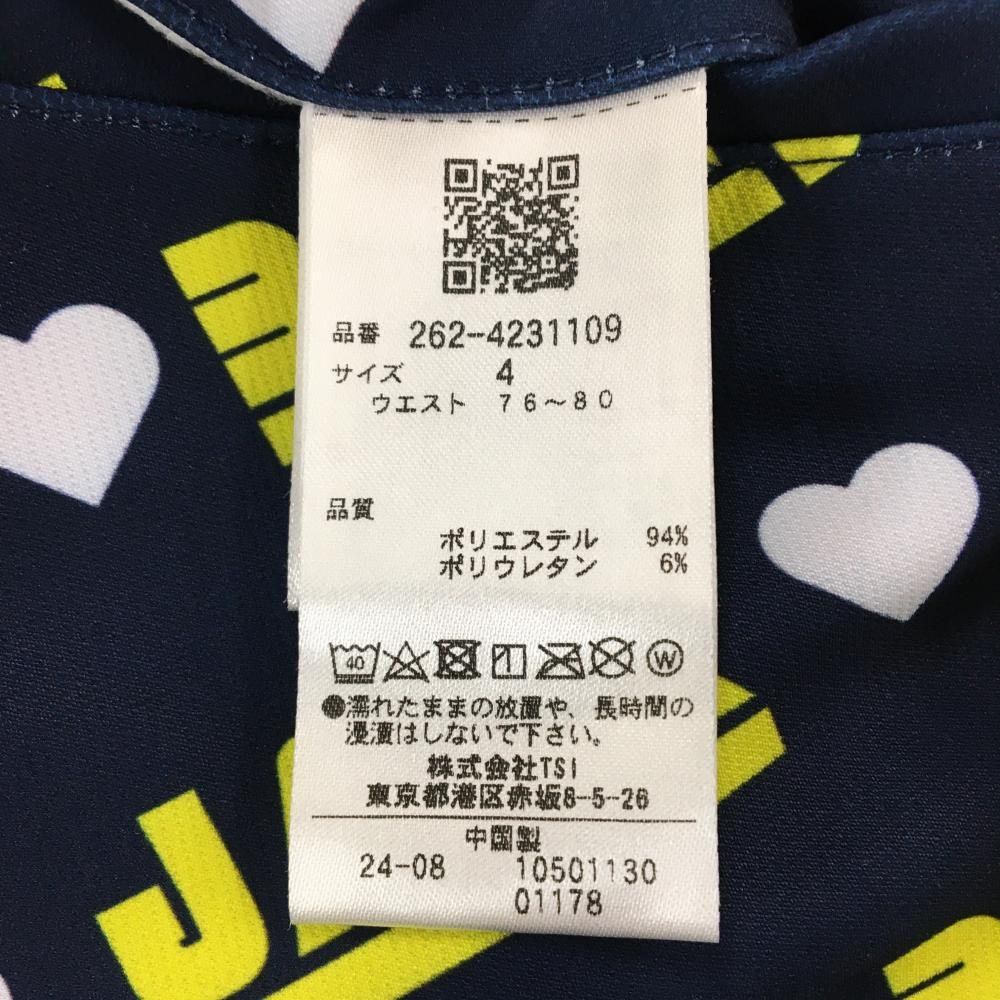 品番 262-4231109
サイズ 4
ウエスト 76~80
品質
ポリエステル 94%
ポリウレタン 6%
40
W
●濡れたままの放置や、長時間の
浸漬はしないで下さい。
株式会社TSI
東京都港区赤坂8-5-26
中国製
24-08 10501130
01178